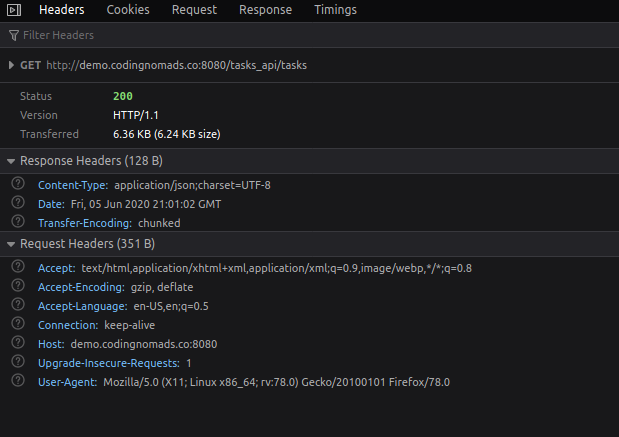 Headers Cookies Request Response Timings
Filter Headers
GET http://demo.codingnomads.co:8080/tasks_api/tasks
Status 200
Version HTTP/1.1
Transferred 6.36 KB (6.24 KB size)
Response Headers (128 B)
Content-Type: application/json;charset=UTF-8
Date: Fri, 05 Jun 2020 21:01:02 GMT
Transfer-Encoding: chunked
Request Headers (351 B)
Accept: text/html,application/xhtml+xml,application/xml;q=0.9,image/webp,*/*;q=0.8
Accept-Encoding: gzip, deflate
Accept-Language: en-US,en;q=0.5
Connection: keep-alive
Host: demo.codingnomads.co:8080
Upgrade-Insecure-Requests: 1
User-Agent: Mozilla/5.0 (X11; Linux x86_64; rv:78.0) Gecko/20100101 Firefox/78.0